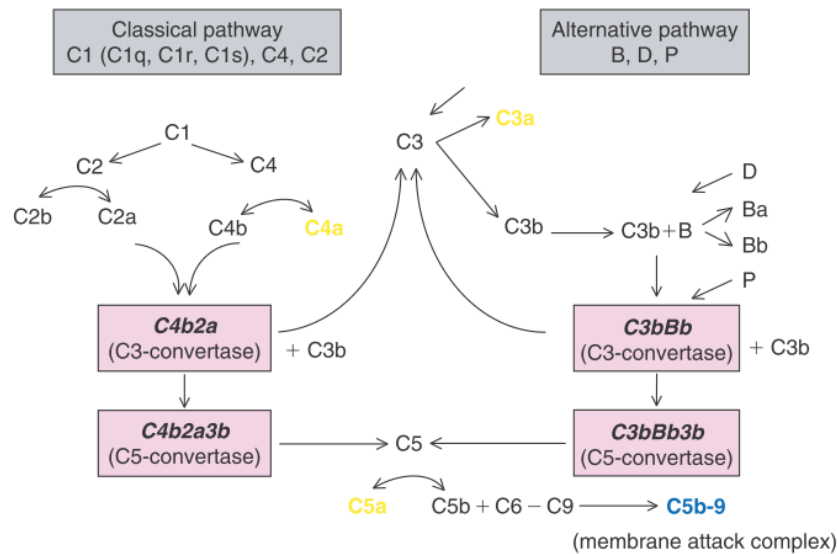 Classical pathway
C1 (C1q, C1r, C1s), C4, C2
Alternative pathway
B, D, P
C1
C2
C4
C2b
C2a
C4b
C4a
C3
C3a
C3b
C3b+B
D
Ba
Bb
P
C4b2a
(C3-convertase)
+ C3b
C3bBb
(C3-convertase)
+ C3b
C4b2a3b
(C5-convertase)
C5
C3bBb3b
(C5-convertase)
C5a
C5b + C6 – C9
C5b-9
(membrane attack complex)